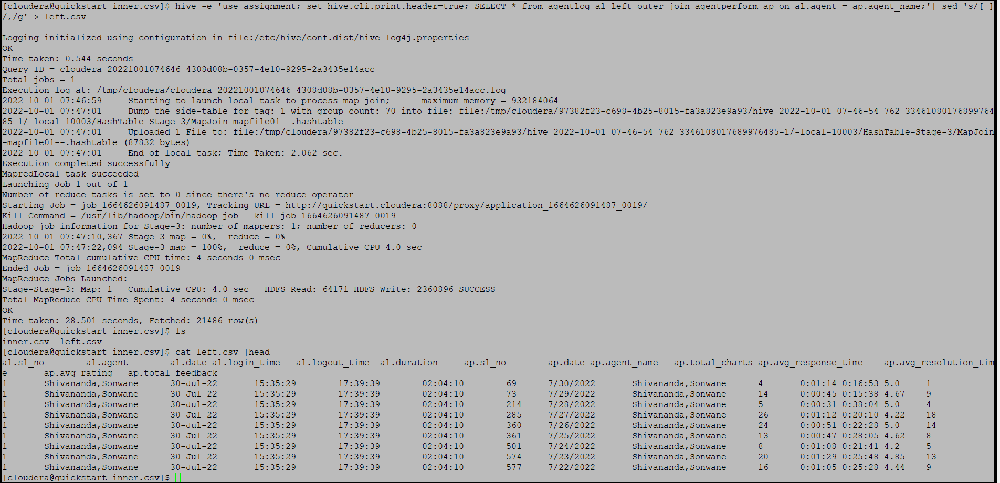 [cloudera@quickstart inner.csv]$ hive -e 'use assignment; set hive.cli.print.header=true; SELECT * from agentlog al left outer join agentperform ap on al.agent = ap.agent_name;'| sed 's/[ ]
/,/g' > left.csv
Logging initialized using configuration in file:/etc/hive/conf.dist/hive-log4j.properties
OK
Time taken: 0.544 seconds
Query ID = cloudera_20221001074646_4308d08b-0357-4e10-9295-2a3435e14acc
Total jobs = 1
Execution log at: /tmp/cloudera/cloudera_20221001074646_4308d08b-0357-4e10-9295-2a3435e14acc.log
2022-10-01 07:46:59     Starting to launch local task to process map join;      maximum memory = 932184064
2022-10-01 07:47:01     Dump the side-table for tag: 1 with group count: 70 into file: file:/tmp/cloudera/97382f23-c698-4b25-8015-fa3a823e9a93/hive_2022-10-01_07-46-54_762_33461080176899764
85-1/-local-10003/HashTable-Stage-3/MapJoin-mapfile01--.hashtable
2022-10-01 07:47:01     Uploaded 1 File to: file:/tmp/cloudera/97382f23-c698-4b25-8015-fa3a823e9a93/hive_2022-10-01_07-46-54_762_3346108017689976485-1/-local-10003/HashTable-Stage-3/MapJoin
-mapfile01--.hashtable (87832 bytes)
2022-10-01 07:47:01     End of local task; Time Taken: 2.062 sec.
Execution completed successfully
MapredLocal task succeeded
Launching Job 1 out of 1
Number of reduce tasks is set to 0 since there's no reduce operator
Starting Job = job_1664626091487_0019, Tracking URL = http://quickstart.cloudera:8088/proxy/application_1664626091487_0019/
Kill Command = /usr/lib/hadoop/bin/hadoop job  -kill job_1664626091487_0019
Hadoop job information for Stage-3: number of mappers: 1; number of reducers: 0
2022-10-01 07:47:10,367 Stage-3 map = 0%,  reduce = 0%
2022-10-01 07:47:22,094 Stage-3 map = 100%,  reduce = 0%, Cumulative CPU 4.0 sec
MapReduce Total cumulative CPU time: 4 seconds 0 msec
Ended Job = job_1664626091487_0019
MapReduce Jobs Launched:
Stage-Stage-3: Map: 1   Cumulative CPU: 4.0 sec   HDFS Read: 64171 HDFS Write: 2360896 SUCCESS
Total MapReduce CPU Time Spent: 4 seconds 0 msec
OK
Time taken: 28.501 seconds, Fetched: 21486 row(s)
[cloudera@quickstart inner.csv]$ ls
inner.csv  left.csv
[cloudera@quickstart inner.csv]$ cat left.csv |head
al.sl_no        al.agent        al.date al.login_time   al.logout_time  al.duration     ap.sl_no        ap.date ap.agent_name   ap.total_charts ap.avg_response_time    ap.avg_resolution_tim
e       ap.avg_rating   ap.total_feedback
1       Shivananda,Sonwane      30-Jul-22       15:35:29        17:39:39        02:04:10        69      7/30/2022       Shivananda,Sonwane      4       0:01:14 0:16:53 5.0     1
1       Shivananda,Sonwane      30-Jul-22       15:35:29        17:39:39        02:04:10        73      7/29/2022       Shivananda,Sonwane      14      0:00:45 0:15:38 4.67    9
1       Shivananda,Sonwane      30-Jul-22       15:35:29        17:39:39        02:04:10        214     7/28/2022       Shivananda,Sonwane      5       0:00:31 0:38:04 5.0     4
1       Shivananda,Sonwane      30-Jul-22       15:35:29        17:39:39        02:04:10        285     7/27/2022       Shivananda,Sonwane      26      0:01:12 0:20:10 4.22    18
1       Shivananda,Sonwane      30-Jul-22       15:35:29        17:39:39        02:04:10        360     7/26/2022       Shivananda,Sonwane      24      0:00:51 0:22:28 5.0     14
1       Shivananda,Sonwane      30-Jul-22       15:35:29        17:39:39        02:04:10        361     7/25/2022       Shivananda,Sonwane      13      0:00:47 0:28:05 4.62    8
1       Shivananda,Sonwane      30-Jul-22       15:35:29        17:39:39        02:04:10        501     7/24/2022       Shivananda,Sonwane      8       0:01:08 0:21:41 4.2     5
1       Shivananda,Sonwane      30-Jul-22       15:35:29        17:39:39        02:04:10        574     7/23/2022       Shivananda,Sonwane      20      0:01:29 0:25:48 4.85    13
1       Shivananda,Sonwane      30-Jul-22       15:35:29        17:39:39        02:04:10        577     7/22/2022       Shivananda,Sonwane      16      0:01:05 0:25:28 4.44    9
[cloudera@quickstart inner.csv]$